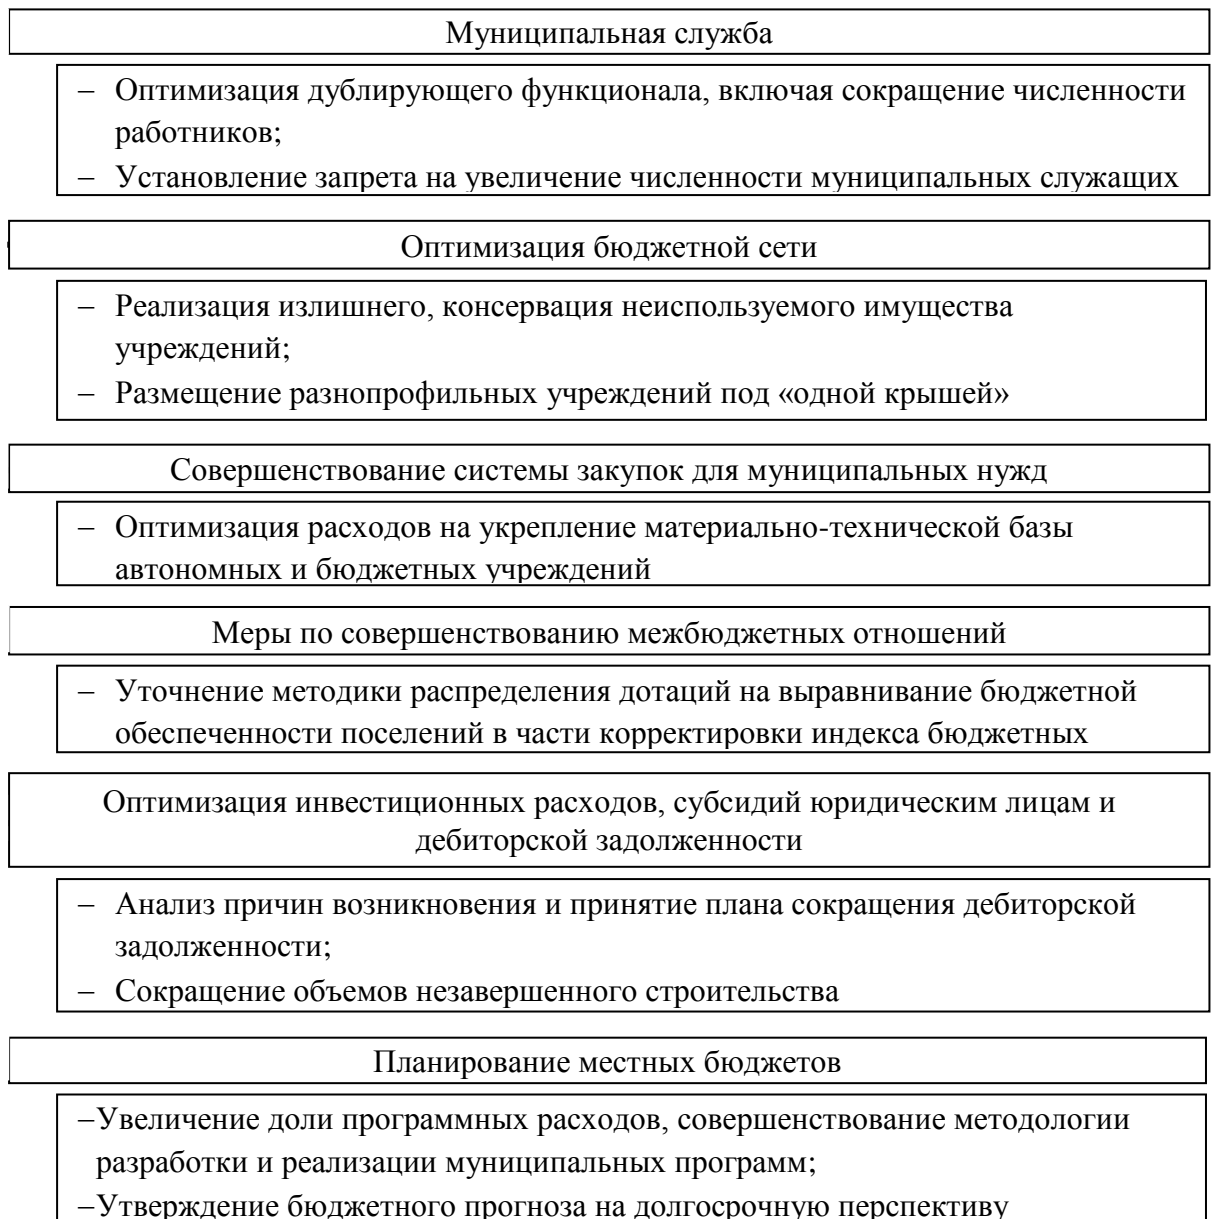 Муниципальная служба
– Оптимизация дублирующего функционала, включая сокращение численности
работников;
– Установление запрета на увеличение численности муниципальных служащих
Оптимизация бюджетной сети
– Реализация излишнего, консервация неиспользуемого имущества
учреждений;
– Размещение разнопрофильных учреждений под «одной крышей»
Совершенствование системы закупок для муниципальных нужд
– Оптимизация расходов на укрепление материально-технической базы
автономных и бюджетных учреждений
Меры по совершенствованию межбюджетных отношений
– Уточнение методики распределения дотаций на выравнивание бюджетной
обеспеченности поселений в части корректировки индекса бюджетных
Оптимизация инвестиционных расходов, субсидий юридическим лицам и
дебиторской задолженности
– Анализ причин возникновения и принятие плана сокращения дебиторской
задолженности;
– Сокращение объемов незавершенного строительства
Планирование местных бюджетов
–Увеличение доли программных расходов, совершенствование методологии
разработки и реализации муниципальных программ;
–Утверждение бюджетного прогноза на долгосрочную перспективу